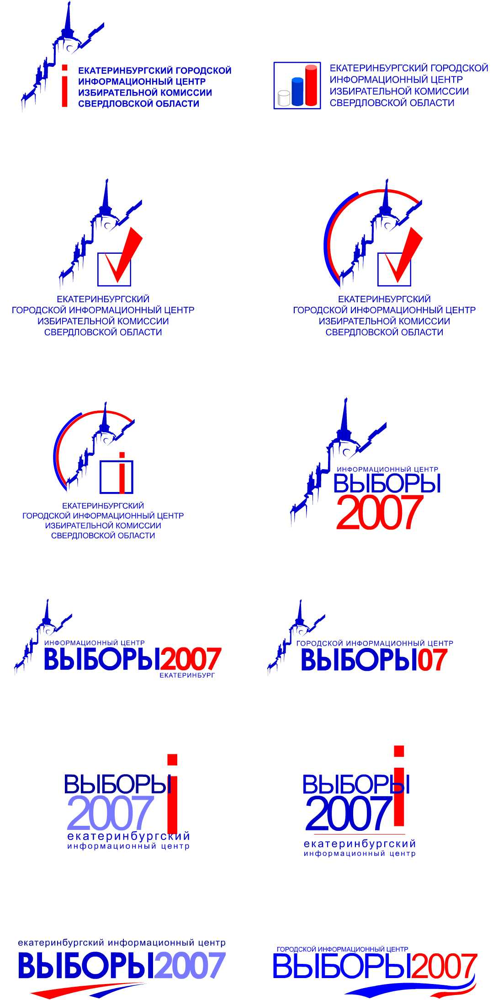 i
ЕКАТЕРИНБУРГСКИЙ ГОРОДСКОЙ
ИНФОРМАЦИОННЫЙ ЦЕНТР
ИЗБИРАТЕЛЬНОЙ КОМИССИИ
СВЕРДЛОВСКОЙ ОБЛАСТИ
ЕКАТЕРИНБУРГСКИЙ ГОРОДСКОЙ
ИНФОРМАЦИОННЫЙ ЦЕНТР
ИЗБИРАТЕЛЬНОЙ КОМИССИИ
СВЕРДЛОВСКОЙ ОБЛАСТИ
ЕКАТЕРИНБУРГСКИЙ
ГОРОДСКОЙ ИНФОРМАЦИОННЫЙ ЦЕНТР
ИЗБИРАТЕЛЬНОЙ КОМИССИИ
СВЕРДЛОВСКОЙ ОБЛАСТИ
ЕКАТЕРИНБУРГСКИЙ
ГОРОДСКОЙ ИНФОРМАЦИОННЫЙ ЦЕНТР
ИЗБИРАТЕЛЬНОЙ КОМИССИИ
СВЕРДЛОВСКОЙ ОБЛАСТИ
i
ЕКАТЕРИНБУРГСКИЙ
ГОРОДСКОЙ ИНФОРМАЦИОННЫЙ ЦЕНТР
ИЗБИРАТЕЛЬНОЙ КОМИССИИ
СВЕРДЛОВСКОЙ ОБЛАСТИ
ИНФОРМАЦИОННЫЙ ЦЕНТР
ВЫБОРЫ
2007
ИНФОРМАЦИОННЫЙ ЦЕНТР
ВЫБОРЫ2007
ЕКАТЕРИНБУРГ
ГОРОДСКОЙ ИНФОРМАЦИОННЫЙ ЦЕНТР
ВЫБОРЫ07
i
ВЫБОРЫ
2007
екатеринбургский
информационный центр
i
ВЫБОРЫ
2007
екатеринбургский
информационный центр
екатеринбургский информационный центр
ВЫБОРЫ2007
ГОРОДСКОЙ ИНФОРМАЦИОННЫЙ ЦЕНТР
ВЫБОРЫ2007